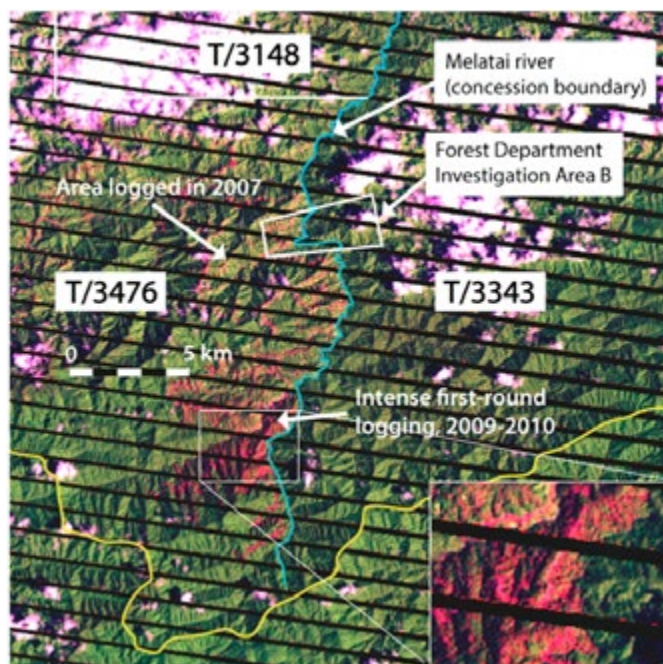 T/3148
Melatai river
(concession boundary)
Forest Department
Investigation Area B
Area logged in 2007
T/3476
T/3343
0
5 km
Intense first-round
logging, 2009-2010